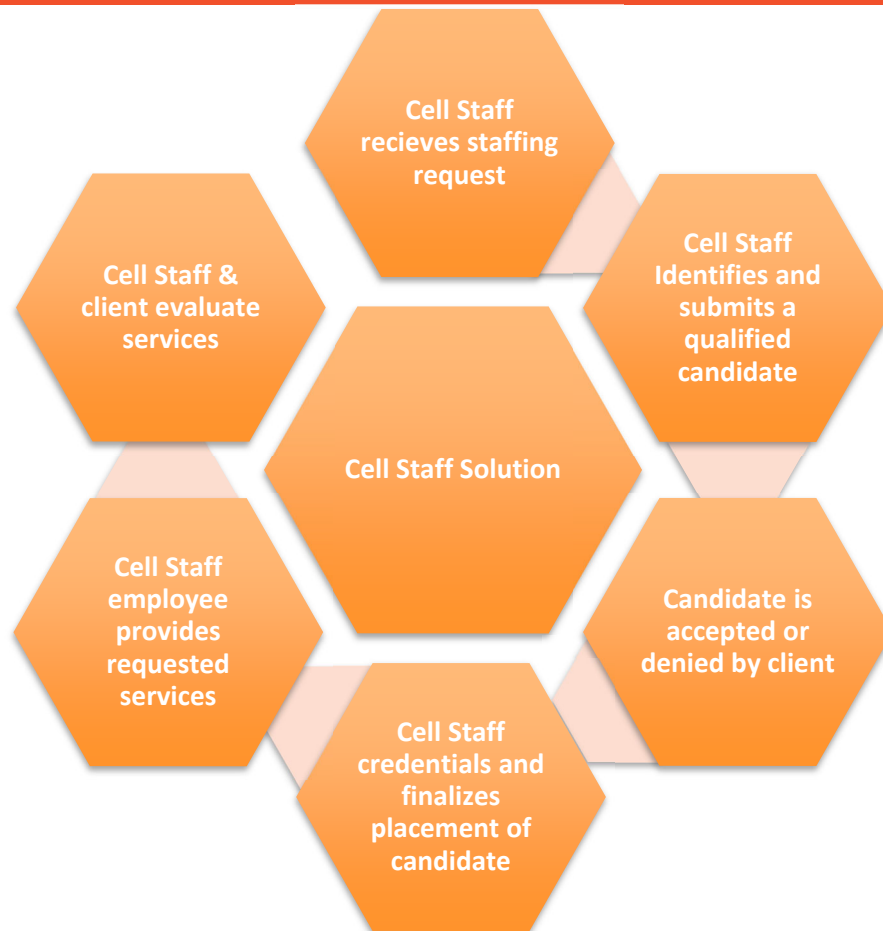 Cell Staff
recieves staffing
request
Cell Staff
Identifies and
submits a
qualified
candidate
Candidate is
accepted or
denied by client
Cell Staff
credentials and
finalizes
placement of
candidate
Cell Staff
employee
provides
requested
services
Cell Staff &
client evaluate
services
Cell Staff Solution